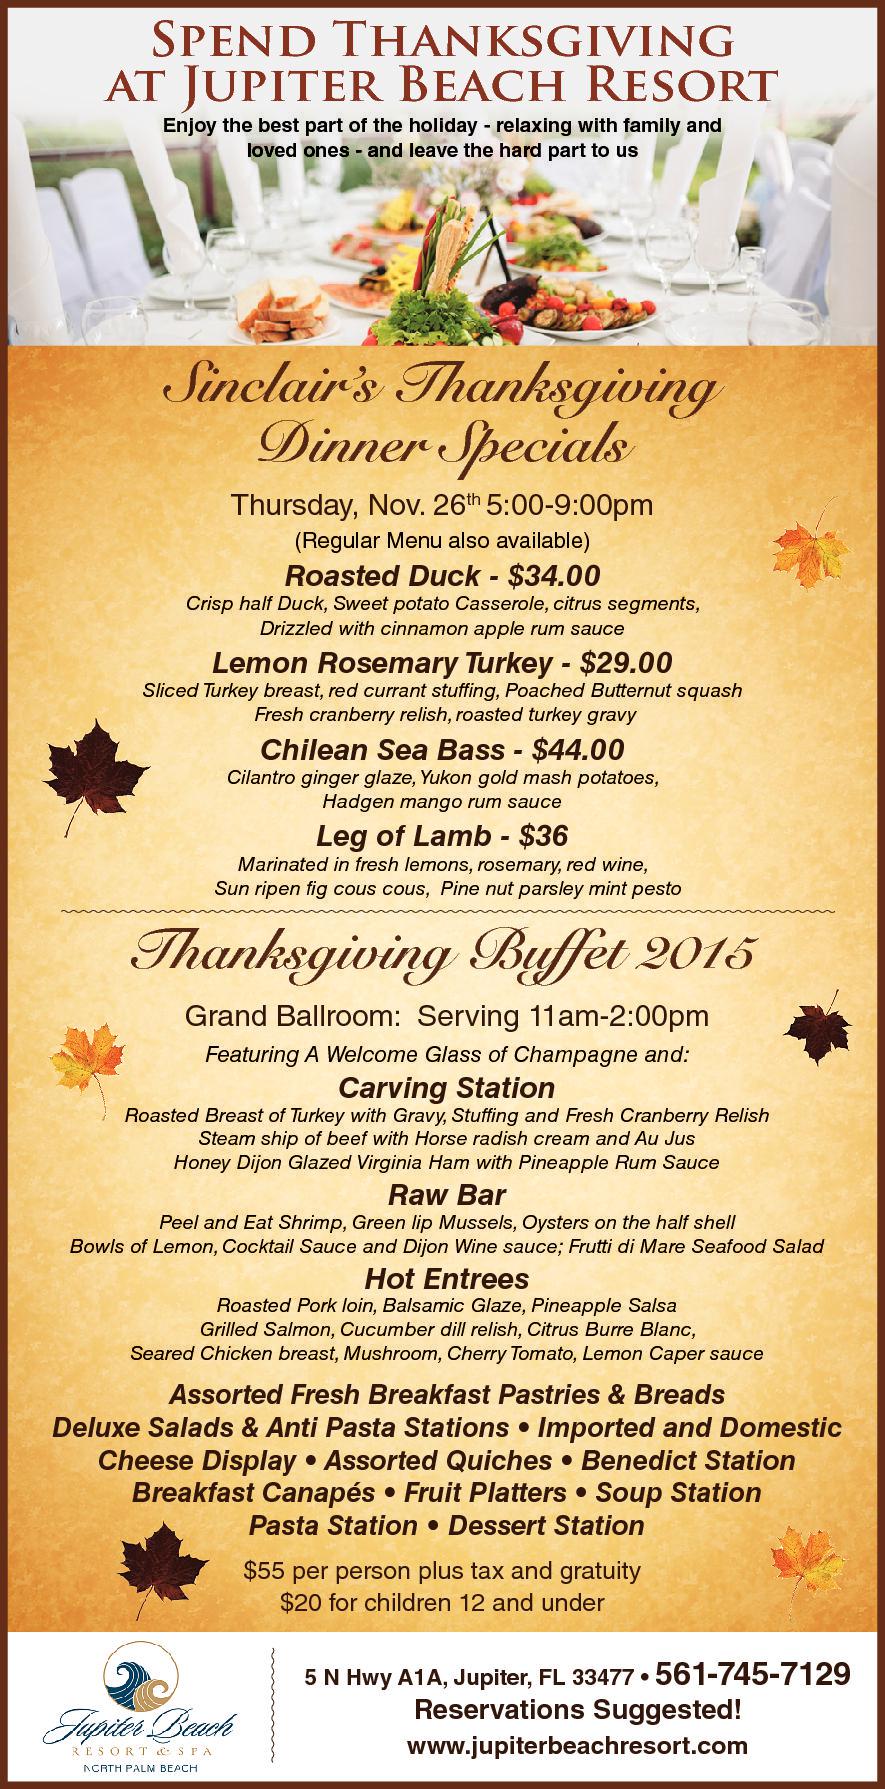 SPEND THANKSGIVING
AT JUPITER BEACH RESORT
Enjoy the best part of the holiday - relaxing with family and
loved ones - and leave the hard part to us
Sinclair's Thanksgiving
Dinner Specials
Thursday, Nov. 26th 5:00-9:00pm
(Regular Menu also available)
Roasted Duck - $34.00
Crisp half Duck, Sweet potato Casserole, citrus segments,
Drizzled with cinnamon apple rum sauce
Lemon Rosemary Turkey - $29.00
Sliced Turkey breast, red currant stuffing, Poached Butternut squash
Fresh cranberry relish, roasted turkey gravy
Chilean Sea Bass - $44.00
Cilantro ginger glaze, Yukon gold mash potatoes,
Hadgen mango rum sauce
Leg of Lamb - $36
Marinated in fresh lemons, rosemary, red wine,
Sun ripen fig cous cous, Pine nut parsley mint pesto
Thanksgiving Buffet 2015
Grand Ballroom: Serving 11am-2:00pm
Featuring A Welcome Glass of Champagne and:
Carving Station
Roasted Breast of Turkey with Gravy, Stuffing and Fresh Cranberry Relish
Steam ship of beef with Horse radish cream and Au Jus
Honey Dijon Glazed Virginia Ham with Pineapple Rum Sauce
Raw Bar
Peel and Eat Shrimp, Green lip Mussels, Oysters on the half shell
Bowls of Lemon, Cocktail Sauce and Dijon Wine sauce; Frutti di Mare Seafood Salad
Hot Entrees
Roasted Pork loin, Balsamic Glaze, Pineapple Salsa
Grilled Salmon, Cucumber dill relish, Citrus Burre Blanc,
Seared Chicken breast, Mushroom, Cherry Tomato, Lemon Caper sauce
Assorted Fresh Breakfast Pastries & Breads
Deluxe Salads & Anti Pasta Stations • Imported and Domestic
Cheese Display • Assorted Quiches • Benedict Station
Breakfast Canapés • Fruit Platters • Soup Station
Pasta Station • Dessert Station
$55 per person plus tax and gratuity
$20 for children 12 and under
Jupiter Beach
RESORT & SPA
NORTH PALM BEACH
5 N Hwy A1A, Jupiter, FL 33477 • 561-745-7129
Reservations Suggested!
www.jupiterbeachresort.com